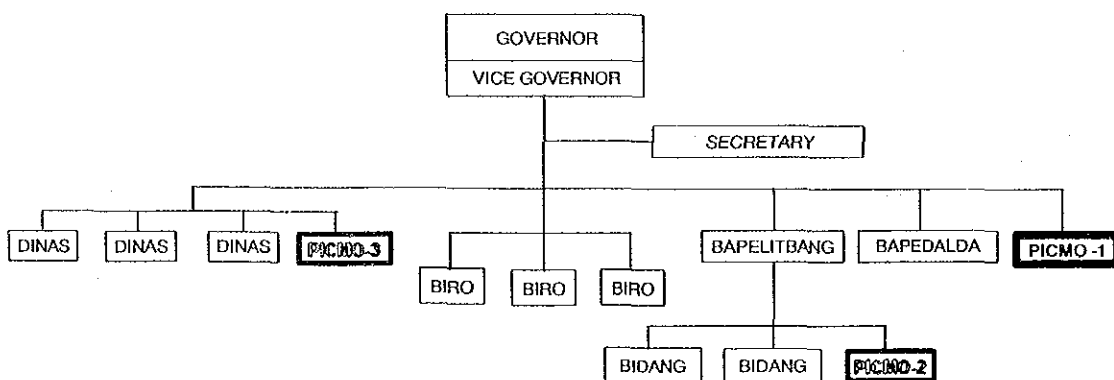 GOVERNOR
VICE GOVERNOR
SECRETARY
DINAS
DINAS
DINAS
PICMO-3
BAPELITBANG
BAPEDALDA
PICMO -1
BIRO
BIRO
BIRO
BIDANG
BIDANG
PICMO-2